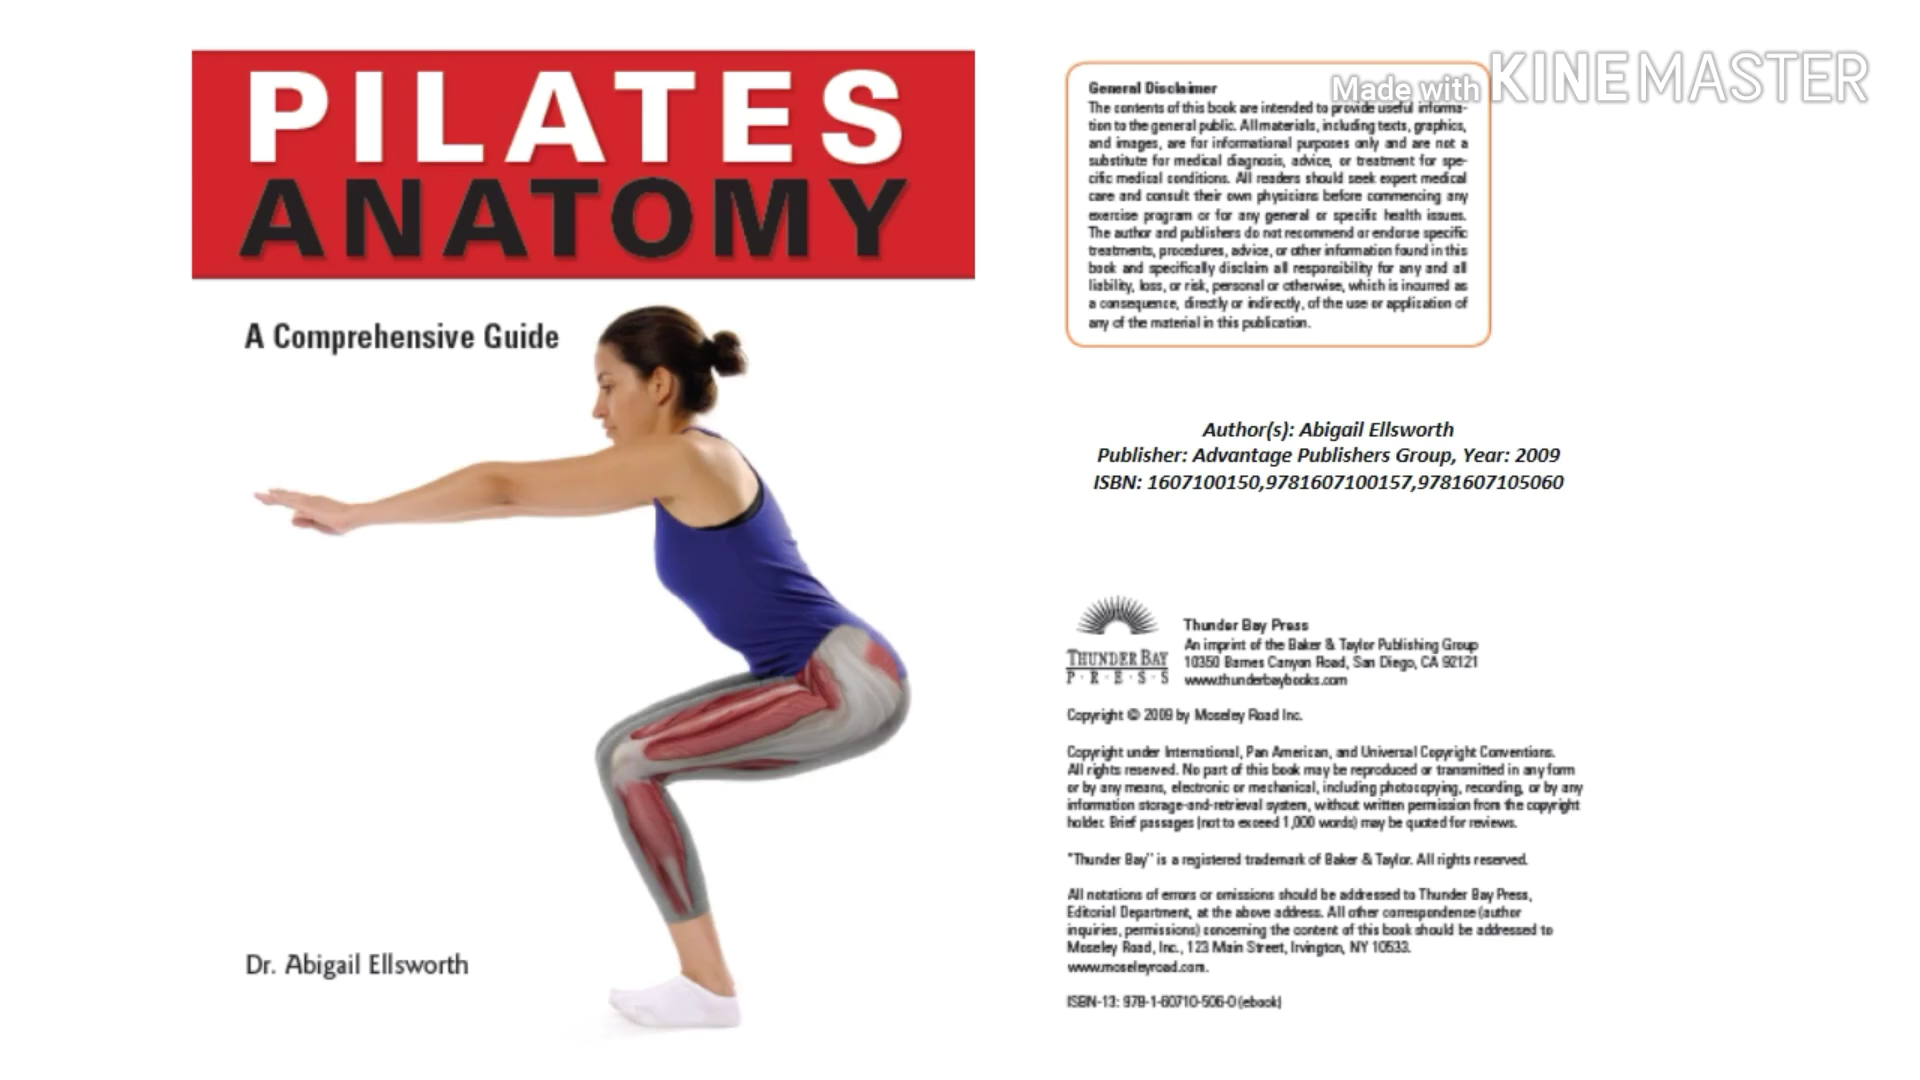 PILATES
ANATOMY
A Comprehensive Guide
Dr. Abigail Ellsworth
Made with KINEMASTER
General Disclaimer
The contents of this book are intended to provide useful informa-
tion to the general public. All materials, including texts, graphics,
and images, are for informational purposes only and are not a
substitute for medical diagnosis, advice, or treatment for spe-
cific medical conditions. All readers should seek expert medical
care and consult their own physicians before commencing any
exercise program or for any general or specific health issues.
The author and publishers do not recommend or endorse specific
treatments, procedures, advice, or other information found in this
book and specifically disclaim all responsibility for any and all
liability, loss, or risk, personal or otherwise, which is incurred as
a consequence, directly or indirectly, of the use or application of
any of the material in this publication.
Author(s): Abigail Ellsworth
Publisher: Advantage Publishers Group, Year: 2009
ISBN: 1607100150,9781607100157,9781607105060
THUNDER BAY
P·R·E·S·S
Thunder Bay Press
An imprint of the Baker & Taylor Publishing Group
10350 Barnes Canyon Road, San Diego, CA 92121
www.thunderbaybooks.com
Copyright © 2009 by Moseley Road Inc.
Copyright under International, Pan American, and Universal Copyright Conventions.
All rights reserved. No part of this book may be reproduced or transmitted in any form
or by any means, electronic or mechanical, including photocopying, recording, or by any
information storage-and-retrieval system, without written permission from the copyright
holder. Brief passages (not to exceed 1,000 words) may be quoted for reviews.
"Thunder Bay" is a registered trademark of Baker & Taylor. All rights reserved.
All notations of errors or omissions should be addressed to Thunder Bay Press,
Editorial Department, at the above address. All other correspondence (author
inquiries, permissions) concerning the content of this book should be addressed to
Moseley Road, Inc., 123 Main Street, Irvington, NY 10533.
www.moseleyroad.com.
ISBN-13: 978-1-60710-506-0 (ebook)